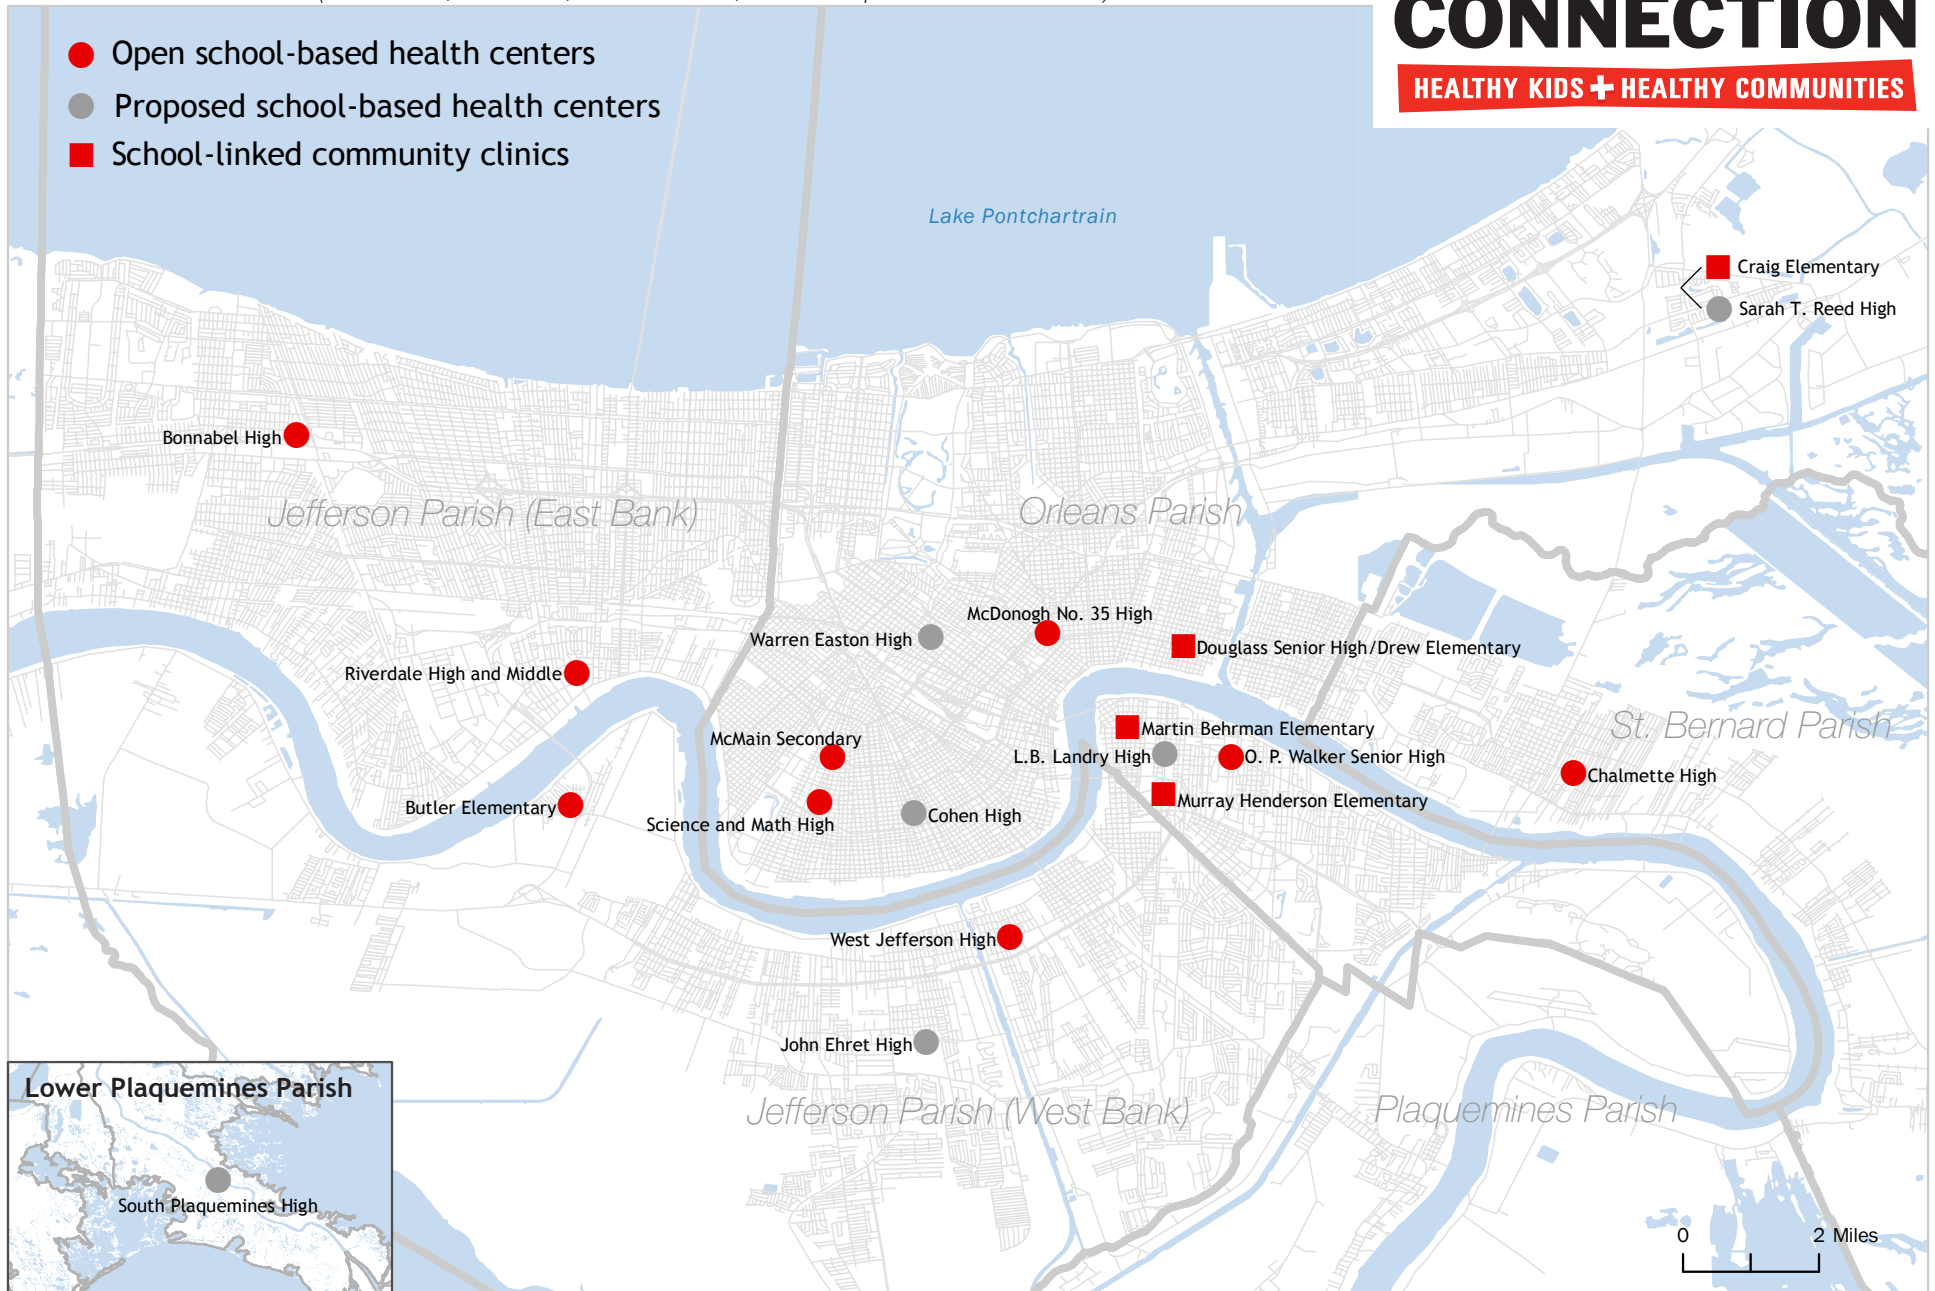 CONNECTION
HEALTHY KIDS + HEALTHY COMMUNITIES
Open school-based health centers
Proposed school-based health centers
School-linked community clinics
Lake Pontchartrain
Craig Elementary
Sarah T. Reed High
Bonnabel High
Jefferson Parish (East Bank)
Orleans Parish
McDonogh No. 35 High
Warren Easton High
Douglass Senior High/Drew Elementary
Riverdale High and Middle
St. Bernard Parish
McMain Secondary
Martin Behrman Elementary
L.B. Landry High
O. P. Walker Senior High
Chalmette High
Butler Elementary
Murray Henderson Elementary
Science and Math High
Cohen High
West Jefferson High
John Ehret High
Jefferson Parish (West Bank)
Plaquemines Parish
Lower Plaquemines Parish
South Plaquemines High
0 2 Miles